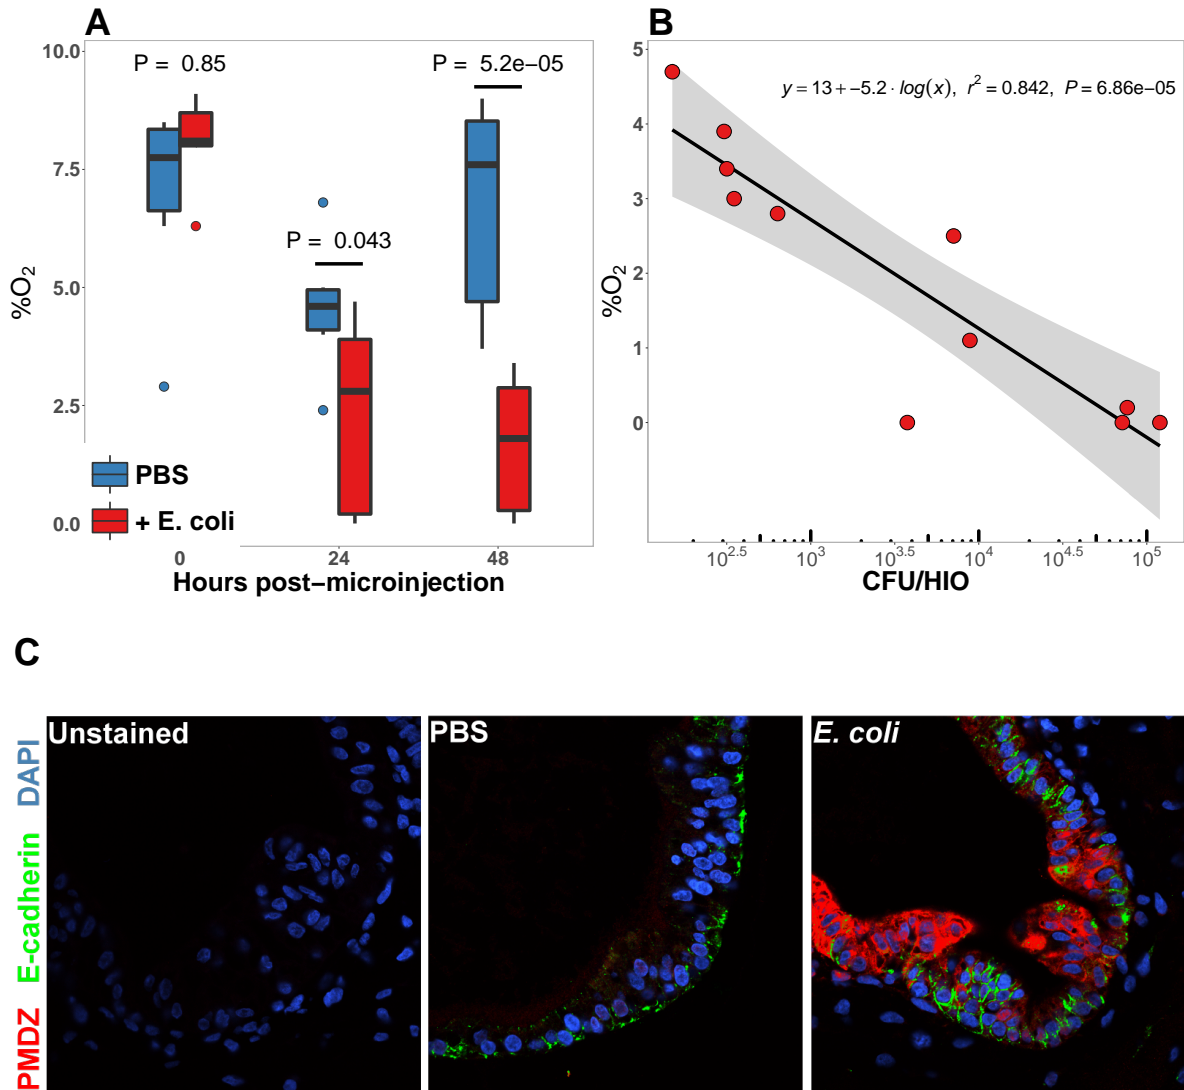 A
10.0
7.5
5.0
2.5
0.0
%O2
P = 0.85
P = 0.043
P = 5.2e−05
PBS
+ E. coli
0
24
48
Hours post−microinjection
B
5
4
3
2
1
0
%O2
y = 13 + −5.2 · log(x), r2 = 0.842, P = 6.86e−05
10^2.5
10^3
10^3.5
10^4
10^4.5
10^5
CFU/HIO
C
PMDZ E-cadherin DAPI
Unstained
PBS
E. coli